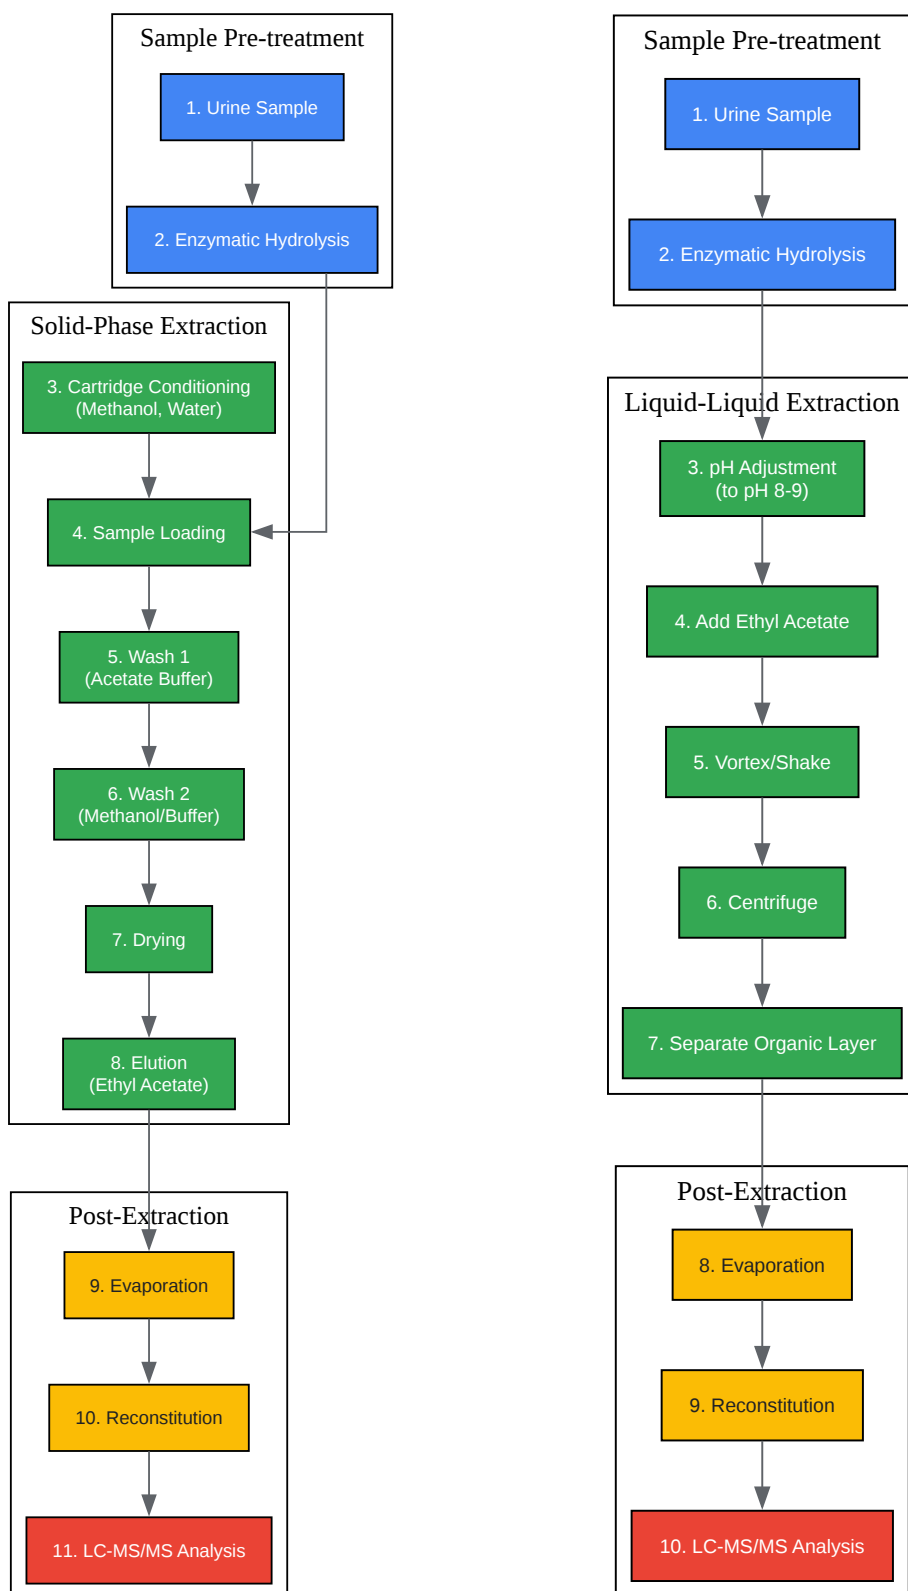 Sample Pre-treatment
1. Urine Sample
2. Enzymatic Hydrolysis
Solid-Phase Extraction
3. Cartridge Conditioning
(Methanol, Water)
4. Sample Loading
5. Wash 1
(Acetate Buffer)
6. Wash 2
(Methanol/Buffer)
7. Drying
8. Elution
(Ethyl Acetate)
Post-Extraction
9. Evaporation
10. Reconstitution
11. LC-MS/MS Analysis
Sample Pre-treatment
1. Urine Sample
2. Enzymatic Hydrolysis
Liquid-Liquid Extraction
3. pH Adjustment
(to pH 8-9)
4. Add Ethyl Acetate
5. Vortex/Shake
6. Centrifuge
7. Separate Organic Layer
Post-Extraction
8. Evaporation
9. Reconstitution
10. LC-MS/MS Analysis